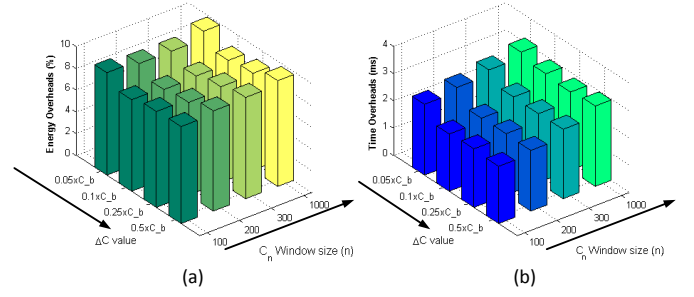 Energy Overheads (%)
10
8
6
4
2
0
0.05xC_b
0.1xC_b
0.25xC_b
0.5xC_b
ΔC value
100
200
300
1000
C_n Window size (n)
(a)
Time Overheads (ms)
4
3
2
1
0
0.05xC_b
0.1xC_b
0.25xC_b
0.5xC_b
ΔC value
100
200
300
1000
C_n Window size (n)
(b)